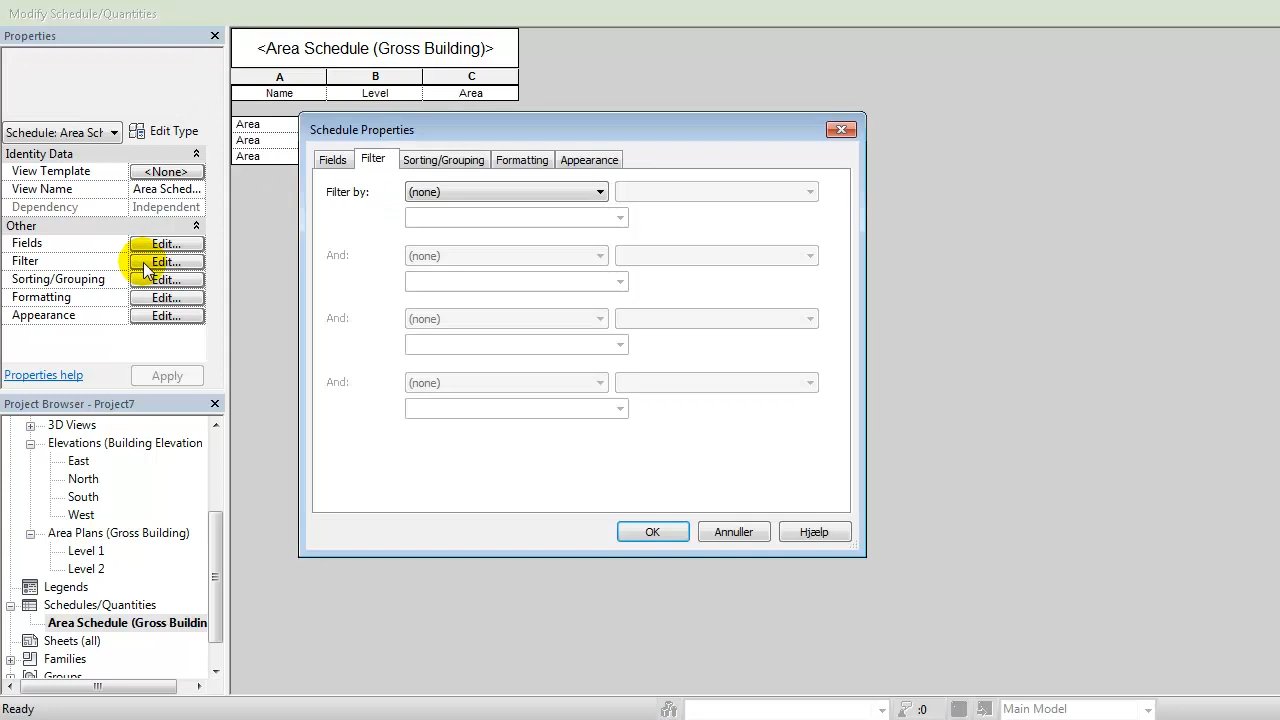 Modify Schedule/Quantities
Properties
Schedule: Area Sch
Edit Type
Identity Data
View Template <None>
View Name Area Sched...
Dependency Independent
Other
Fields Edit...
Filter Edit...
Sorting/Grouping Edit...
Formatting Edit...
Appearance Edit...
Properties help Apply
Project Browser - Project7
3D Views
Elevations (Building Elevation
East
North
South
West
Area Plans (Gross Building)
Level 1
Level 2
Legends
Schedules/Quantities
Area Schedule (Gross Buildin
Sheets (all)
Families
Groups
<Area Schedule (Gross Building)>
A B C
Name Level Area
Area
Area
Area
Schedule Properties
Fields Filter Sorting/Grouping Formatting Appearance
Filter by: (none)
And: (none)
And: (none)
And: (none)
OK Annuller Hjælp
Ready
:0
Main Model